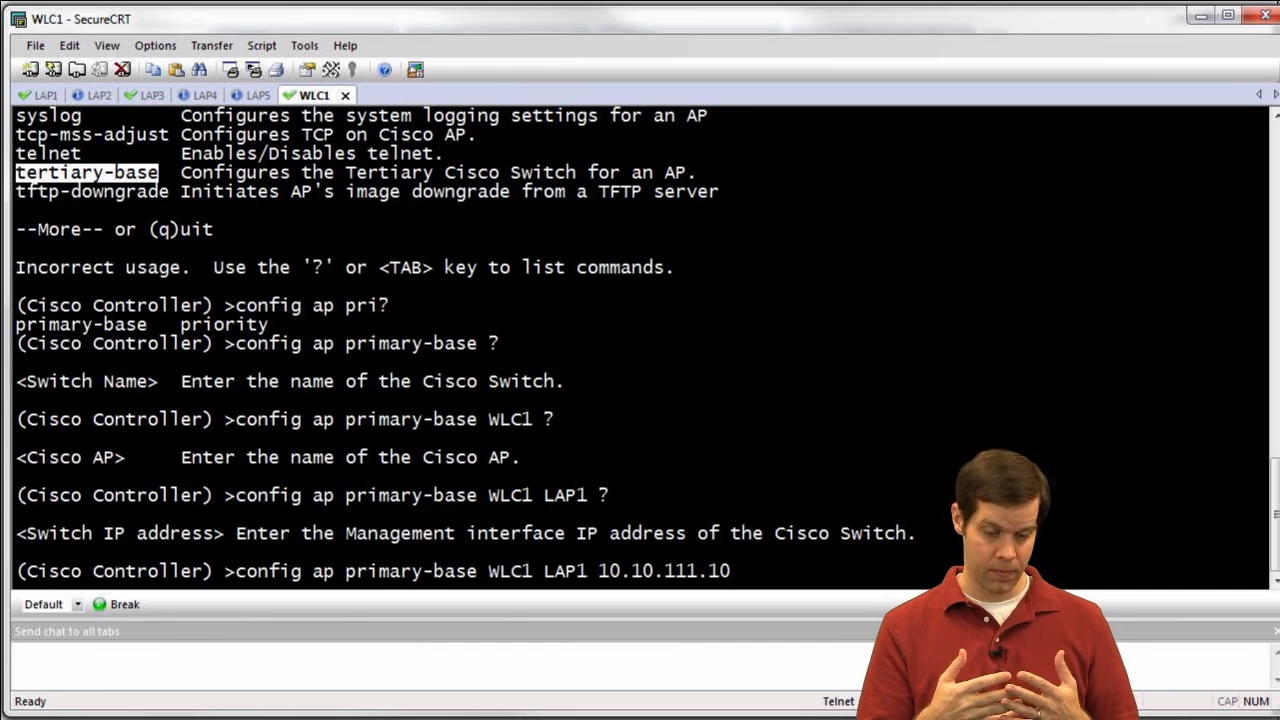 WLC1 - SecureCRT
File Edit View Options Transfer Script Tools Help
LAP1 LAP2 LAP3 LAP4 LAP5 WLC1
syslog Configures the system logging settings for an AP
tcp-mss-adjust Configures TCP on Cisco AP.
telnet Enables/Disables telnet.
tertiary-base Configures the Tertiary Cisco Switch for an AP.
tftp-downgrade Initiates AP's image downgrade from a TFTP server
--More-- or (q)uit
Incorrect usage. Use the '?' or <TAB> key to list commands.
(Cisco Controller) >config ap pri?
primary-base priority
(Cisco Controller) >config ap primary-base ?
<Switch Name> Enter the name of the Cisco Switch.
(Cisco Controller) >config ap primary-base WLC1 ?
<Cisco AP> Enter the name of the Cisco AP.
(Cisco Controller) >config ap primary-base WLC1 LAP1 ?
<Switch IP address> Enter the Management interface IP address of the Cisco Switch.
(Cisco Controller) >config ap primary-base WLC1 LAP1 10.10.111.10
Default Break
Send chat to all tabs
Ready Telnet CAP NUM